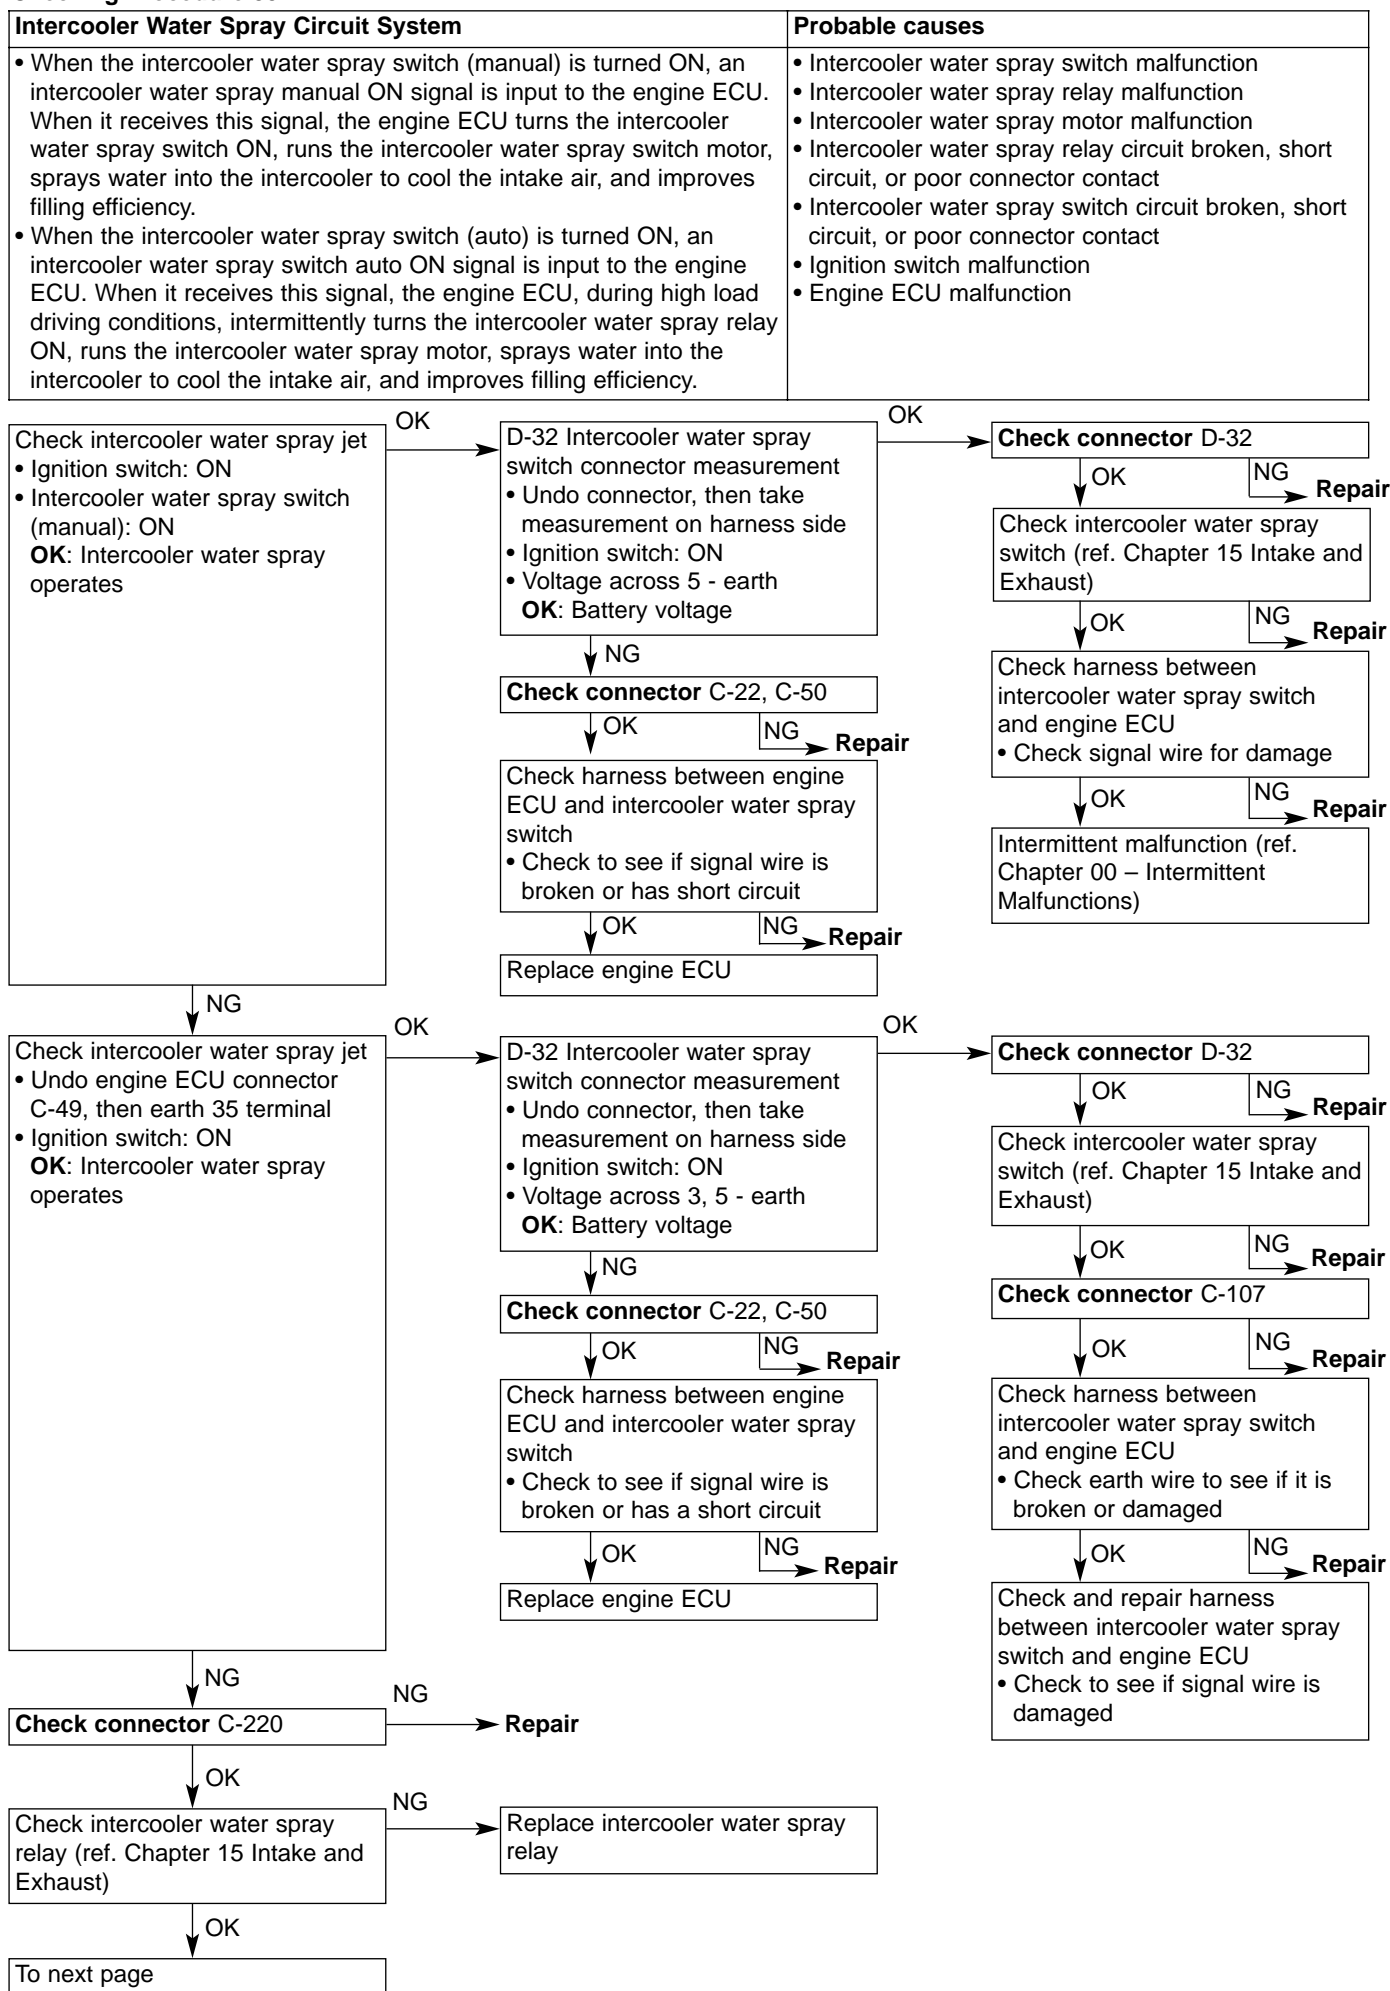 Intercooler Water Spray Circuit System
Probable causes
• When the intercooler water spray switch (manual) is turned ON, an
intercooler water spray manual ON signal is input to the engine ECU.
When it receives this signal, the engine ECU turns the intercooler
water spray switch ON, runs the intercooler water spray switch motor,
sprays water into the intercooler to cool the intake air, and improves
filling efficiency.
• When the intercooler water spray switch (auto) is turned ON, an
intercooler water spray switch auto ON signal is input to the engine
ECU. When it receives this signal, the engine ECU, during high load
driving conditions, intermittently turns the intercooler water spray relay
ON, runs the intercooler water spray motor, sprays water into the
intercooler to cool the intake air, and improves filling efficiency.
• Intercooler water spray switch malfunction
• Intercooler water spray relay malfunction
• Intercooler water spray motor malfunction
• Intercooler water spray relay circuit broken, short
circuit, or poor connector contact
• Intercooler water spray switch circuit broken, short
circuit, or poor connector contact
• Ignition switch malfunction
• Engine ECU malfunction
Check intercooler water spray jet
• Ignition switch: ON
• Intercooler water spray switch
(manual): ON
OK: Intercooler water spray
operates
OK
D-32 Intercooler water spray
switch connector measurement
• Undo connector, then take
measurement on harness side
• Ignition switch: ON
• Voltage across 5 - earth
OK: Battery voltage
OK
Check connector D-32
OK
NG
Repair
Check intercooler water spray
switch (ref. Chapter 15 Intake and
Exhaust)
OK
NG
Repair
Check harness between
intercooler water spray switch
and engine ECU
• Check signal wire for damage
OK
NG
Repair
Intermittent malfunction (ref.
Chapter 00 – Intermittent
Malfunctions)
NG
Check connector C-22, C-50
OK
NG
Repair
Check harness between engine
ECU and intercooler water spray
switch
• Check to see if signal wire is
broken or has short circuit
OK
NG
Repair
Replace engine ECU
NG
Check intercooler water spray jet
• Undo engine ECU connector
C-49, then earth 35 terminal
• Ignition switch: ON
OK: Intercooler water spray
operates
OK
D-32 Intercooler water spray
switch connector measurement
• Undo connector, then take
measurement on harness side
• Ignition switch: ON
• Voltage across 3, 5 - earth
OK: Battery voltage
OK
Check connector D-32
OK
NG
Repair
Check intercooler water spray
switch (ref. Chapter 15 Intake and
Exhaust)
OK
NG
Repair
Check connector C-107
OK
NG
Repair
Check harness between
intercooler water spray switch
and engine ECU
• Check earth wire to see if it is
broken or damaged
OK
NG
Repair
Check and repair harness
between intercooler water spray
switch and engine ECU
• Check to see if signal wire is
damaged
NG
Check connector C-22, C-50
OK
NG
Repair
Check harness between engine
ECU and intercooler water spray
switch
• Check to see if signal wire is
broken or has a short circuit
OK
NG
Repair
Replace engine ECU
NG
Check connector C-220
NG
Repair
OK
Check intercooler water spray
relay (ref. Chapter 15 Intake and
Exhaust)
NG
Replace intercooler water spray
relay
OK
To next page